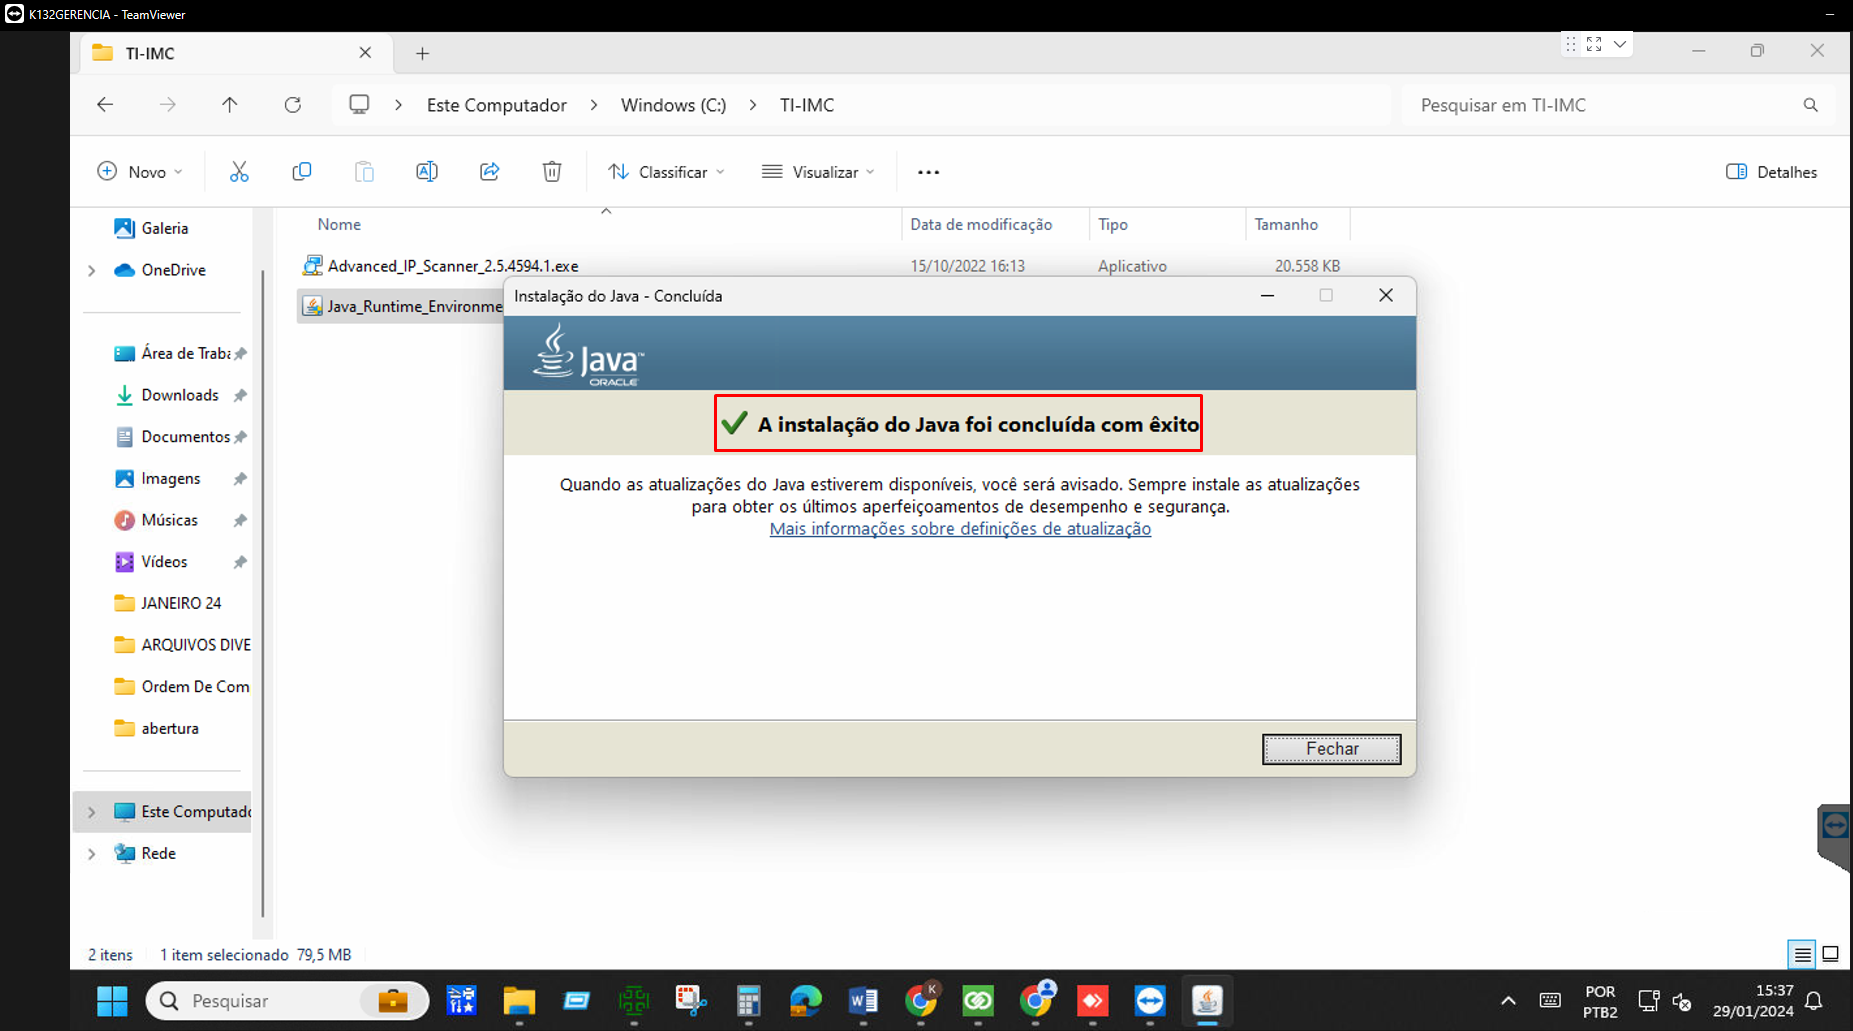 K132GERENCIA - TeamViewer
TI-IMC
Este Computador > Windows (C:) > TI-IMC
Pesquisar em TI-IMC
Novo
Classificar
Visualizar
Detalhes
Galeria
OneDrive
Área de Traba
Downloads
Documentos
Imagens
Músicas
Vídeos
JANEIRO 24
ARQUIVOS DIVE
Ordem De Com
abertura
Este Computado
Rede
Nome Data de modificação Tipo Tamanho
Advanced_IP_Scanner_2.5.4594.1.exe 15/10/2022 16:13 Aplicativo 20.558 KB
Java_Runtime_Environme
Instalação do Java - Concluída
Java™
ORACLE
A instalação do Java foi concluída com êxito
Quando as atualizações do Java estiverem disponíveis, você será avisado. Sempre instale as atualizações
para obter os últimos aperfeiçoamentos de desempenho e segurança.
Mais informações sobre definições de atualização
Fechar
2 itens 1 item selecionado 79,5 MB
Pesquisar
K
POR
PTB2
15:37
29/01/2024